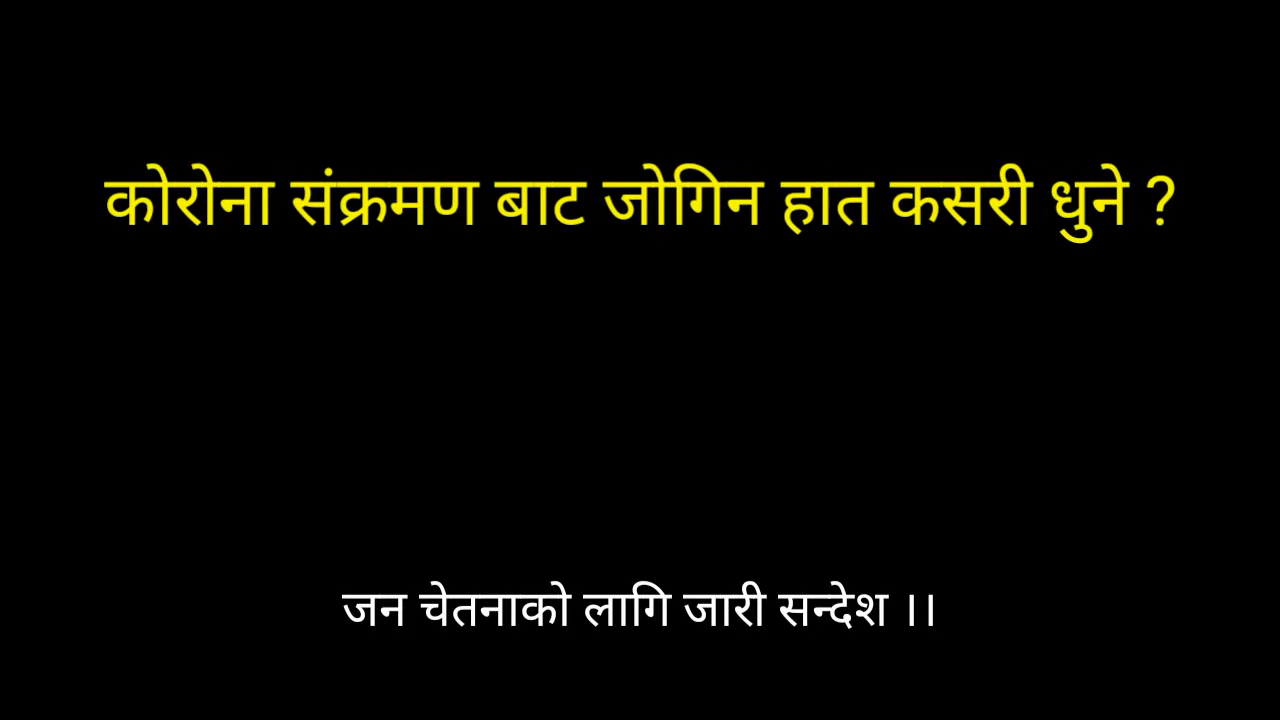 कोरोना संक्रमण बाट जोगिन हात कसरी धुने ?
जन चेतनाको लागि जारी सन्देश ।।